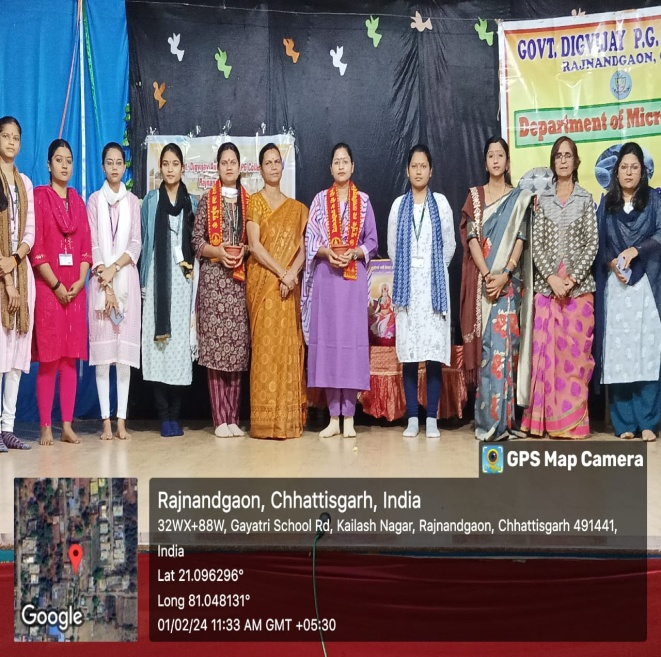 GOVT. DIGVIJAY P.G.
RAJNANDGAON,
Department of Micr
GPS Map Camera
Rajnandgaon, Chhattisgarh, India
32WX+88W, Gayatri School Rd, Kailash Nagar, Rajnandgaon, Chhattisgarh 491441,
India
Lat 21.096296°
Long 81.048131°
01/02/24 11:33 AM GMT +05:30
Google